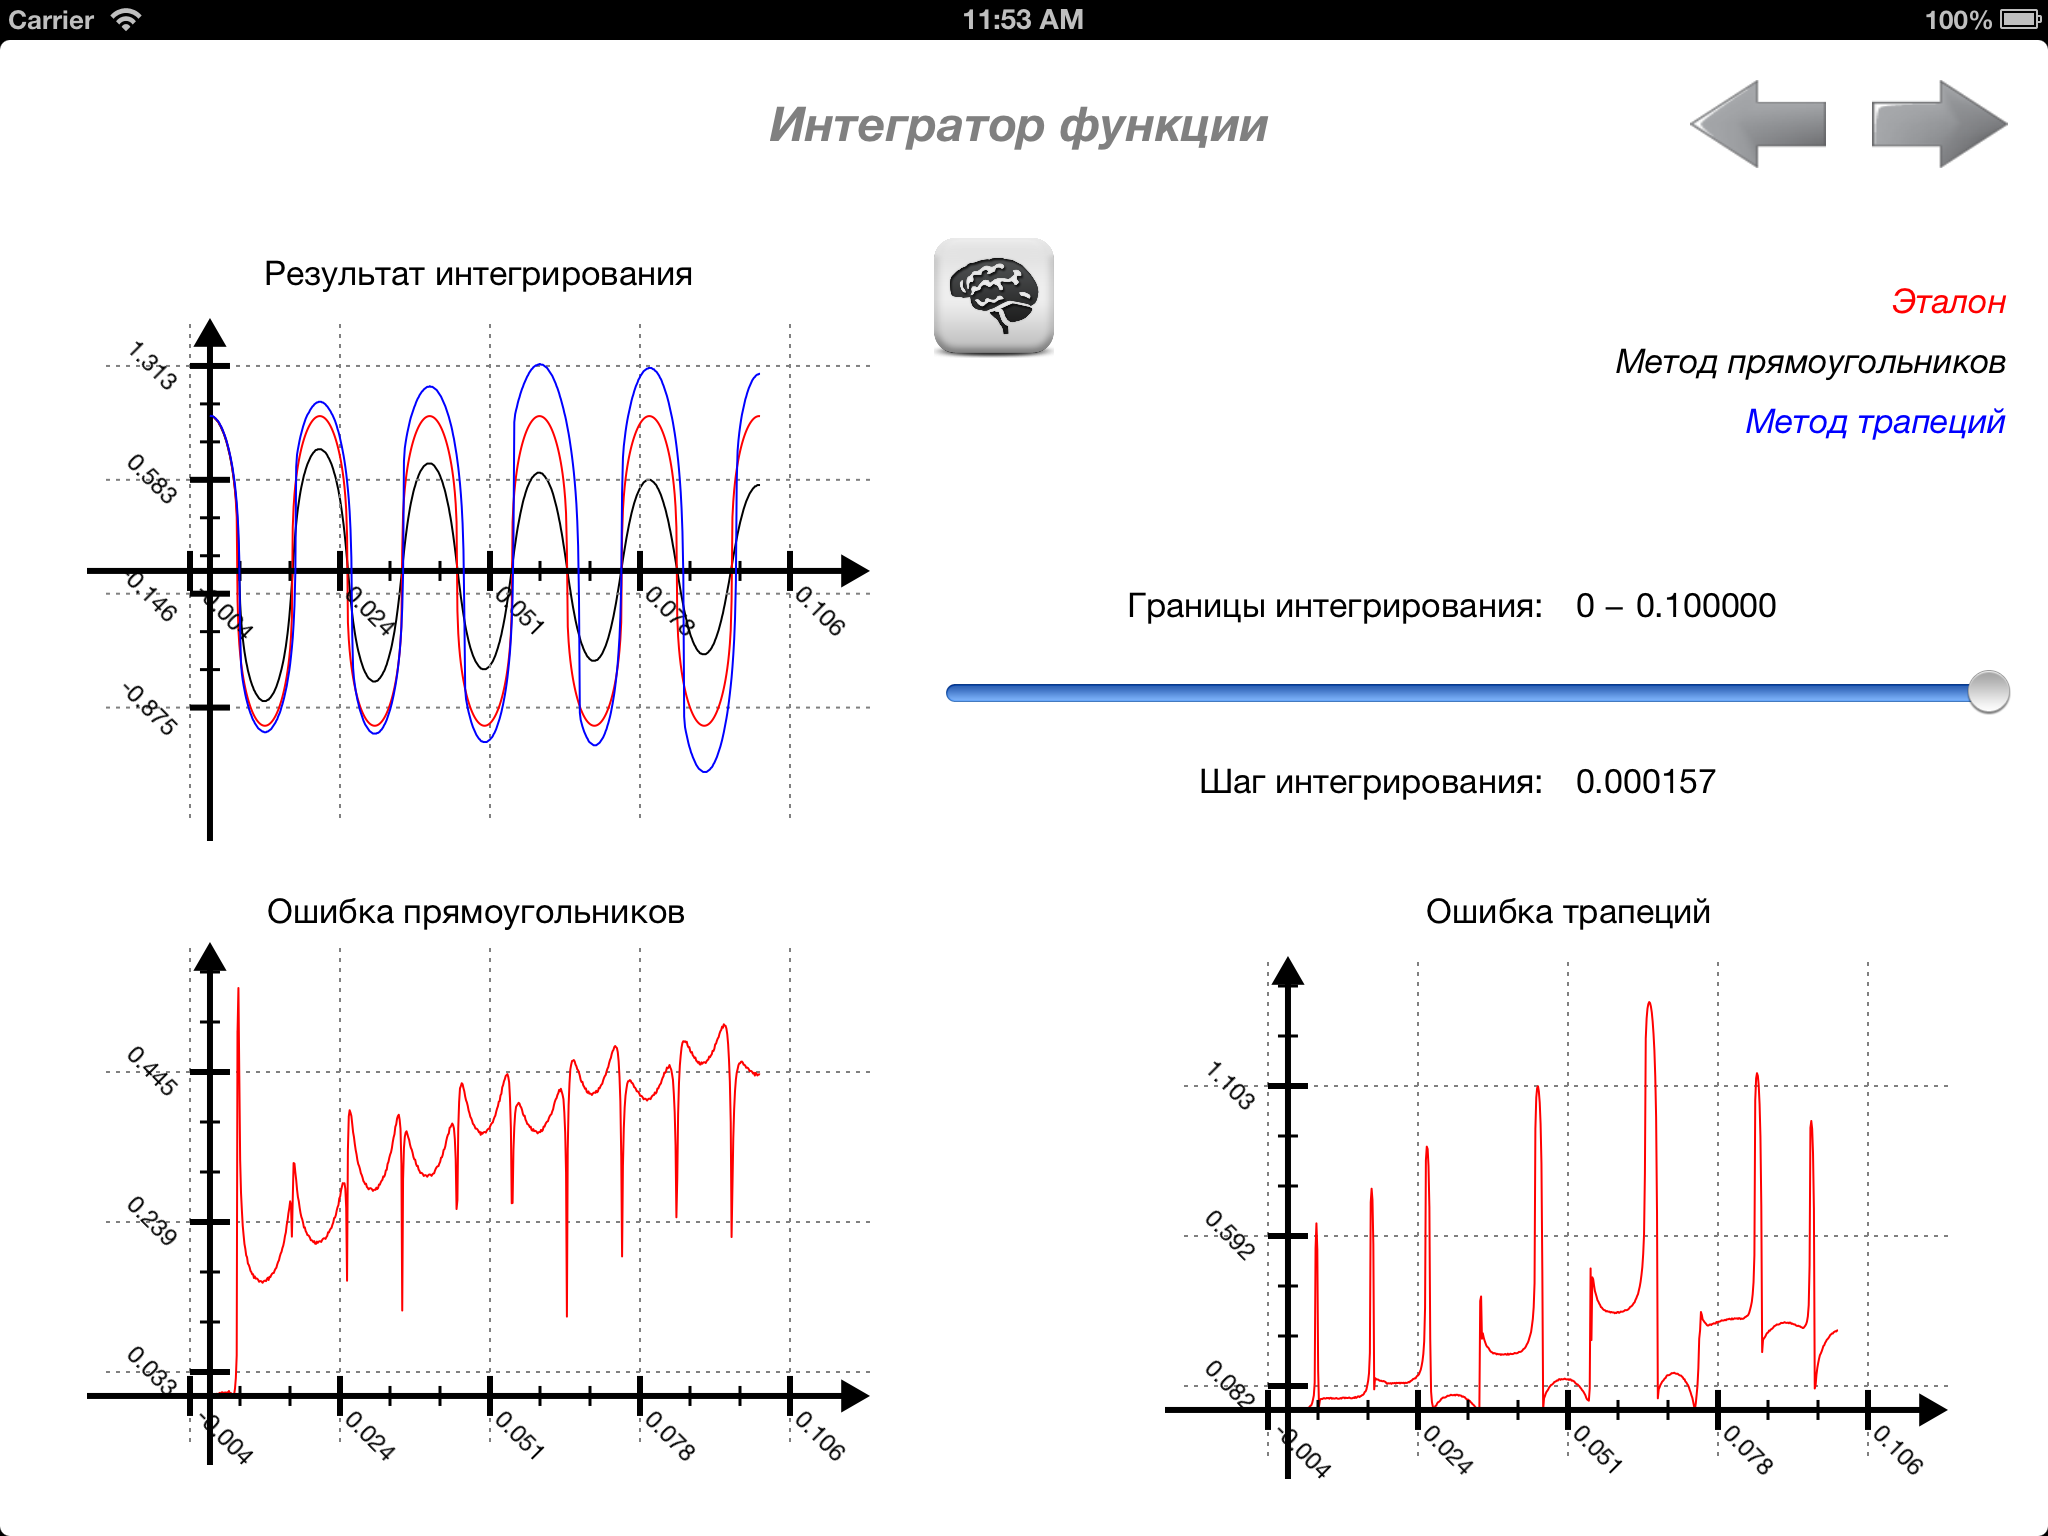 Carrier
11:53 AM
100%
Интегратор функции
Результат интегрирования
1.313
0.583
-0.146
-0.875
-0.004
0.024
0.051
0.078
0.106
Эталон
Метод прямоугольников
Метод трапеций
Границы интегрирования: 0 – 0.100000
Шаг интегрирования: 0.000157
Ошибка прямоугольников
0.445
0.239
0.033
-0.004
0.024
0.051
0.078
0.106
Ошибка трапеций
1.103
0.592
0.082
-0.004
0.024
0.051
0.078
0.106